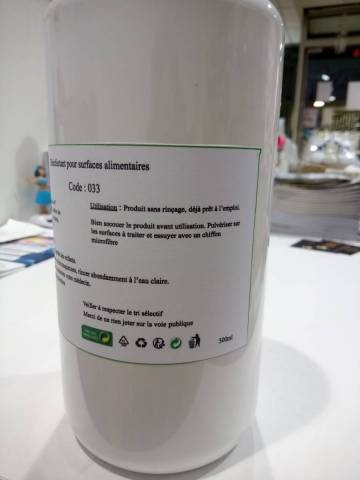 pour surfaces alimentaires
Code : 033
Utilisation : Produit sans rinçage, déjà prêt à l'emploi.
Bien secouer le produit avant utilisation. Pulvériser sur
les surfaces à traiter et essuyer avec un chiffon
microfibre
rincer abondamment à l'eau claire.
médecin.
Veiller à respecter le tri sélectif
Merci de ne rien jeter sur la voie publique
500ml